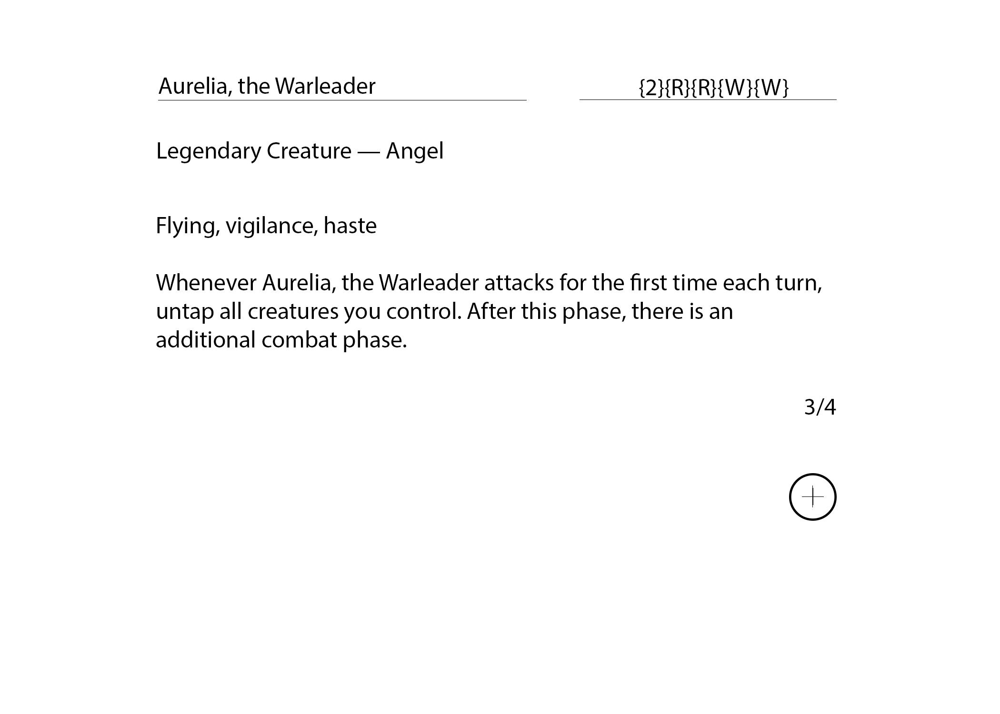 Aurelia, the Warleader {2}{R}{R}{W}{W}
Legendary Creature — Angel
Flying, vigilance, haste
Whenever Aurelia, the Warleader attacks for the first time each turn,
untap all creatures you control. After this phase, there is an
additional combat phase.
3/4